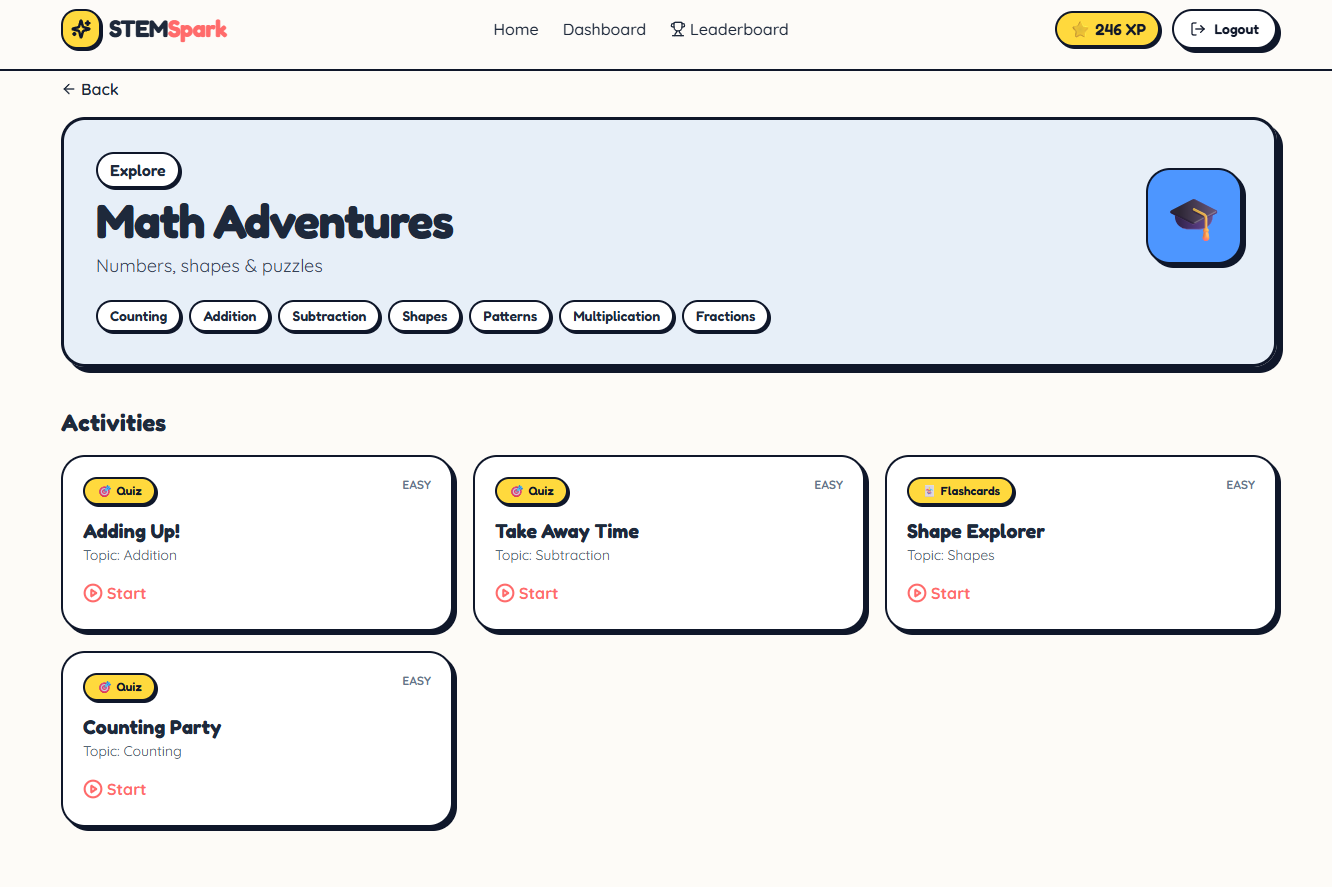 STEMSpark
Home Dashboard Leaderboard
246 XP Logout
← Back
Explore
Math Adventures
Numbers, shapes & puzzles
Counting Addition Subtraction Shapes Patterns Multiplication Fractions
Activities
Quiz EASY
Adding Up!
Topic: Addition
Start
Quiz EASY
Take Away Time
Topic: Subtraction
Start
Flashcards EASY
Shape Explorer
Topic: Shapes
Start
Quiz EASY
Counting Party
Topic: Counting
Start